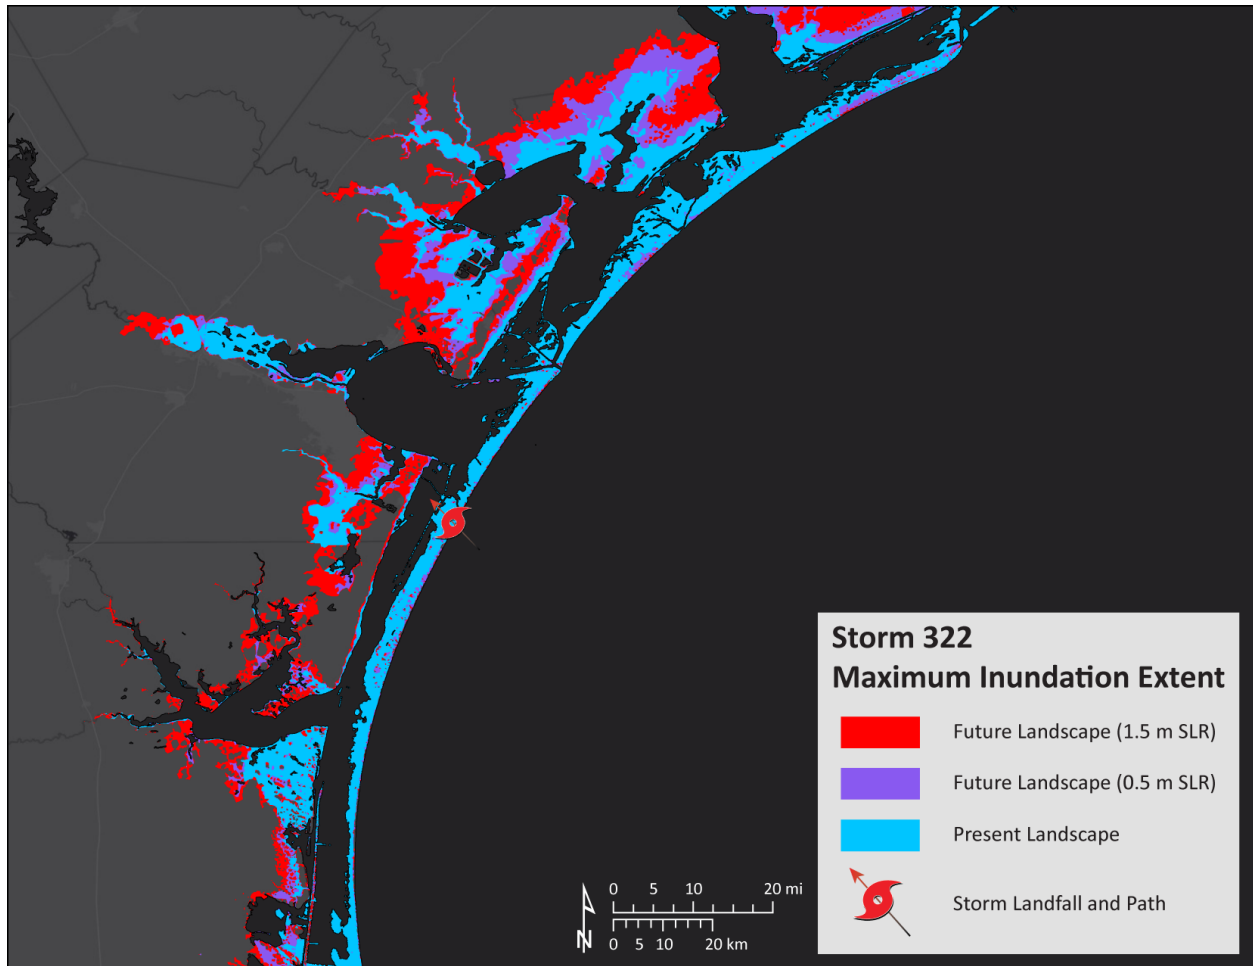 Storm 322
Maximum Inundation Extent
Future Landscape (1.5 m SLR)
Future Landscape (0.5 m SLR)
Present Landscape
Storm Landfall and Path
0 5 10 20 mi
0 5 10 20 km
N